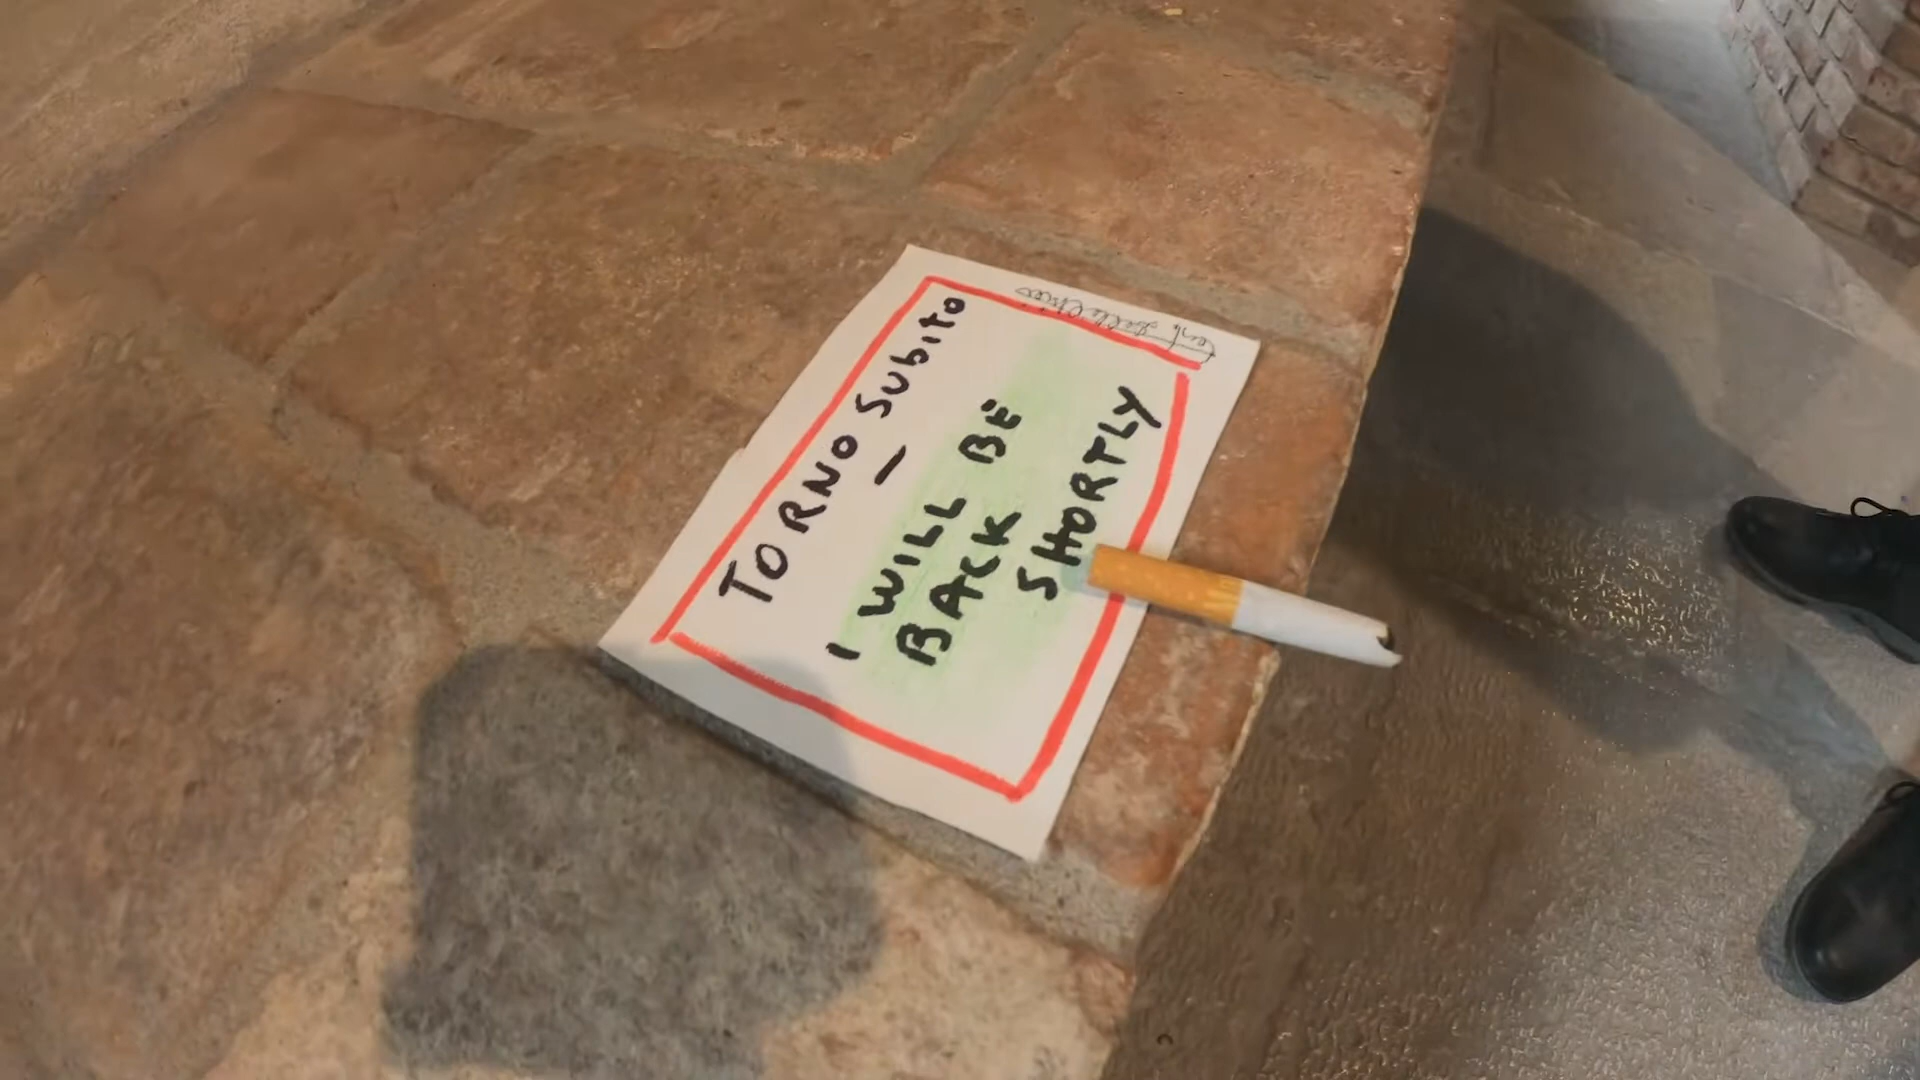 TORNO SUBITO
-
I WILL BE
BACK
SHORTLY